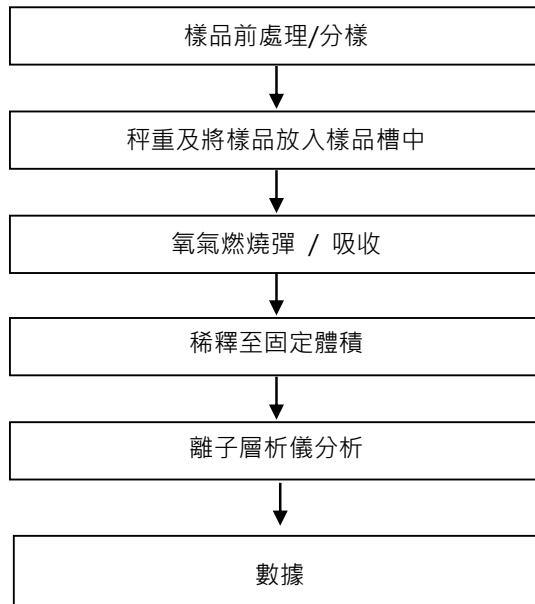 樣品前處理/分樣
秤重及將樣品放入樣品槽中
氧氣燃燒彈 / 吸收
稀釋至固定體積
離子層析儀分析
數據